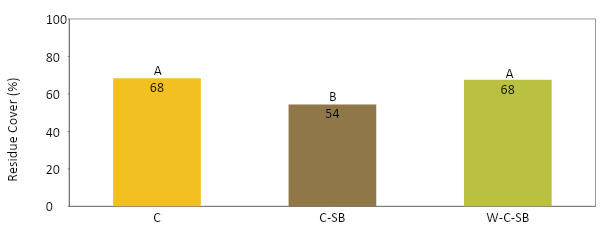 100
80
60
40
20
0
Residue Cover (%)
A
68
B
54
A
68
C
C-SB
W-C-SB